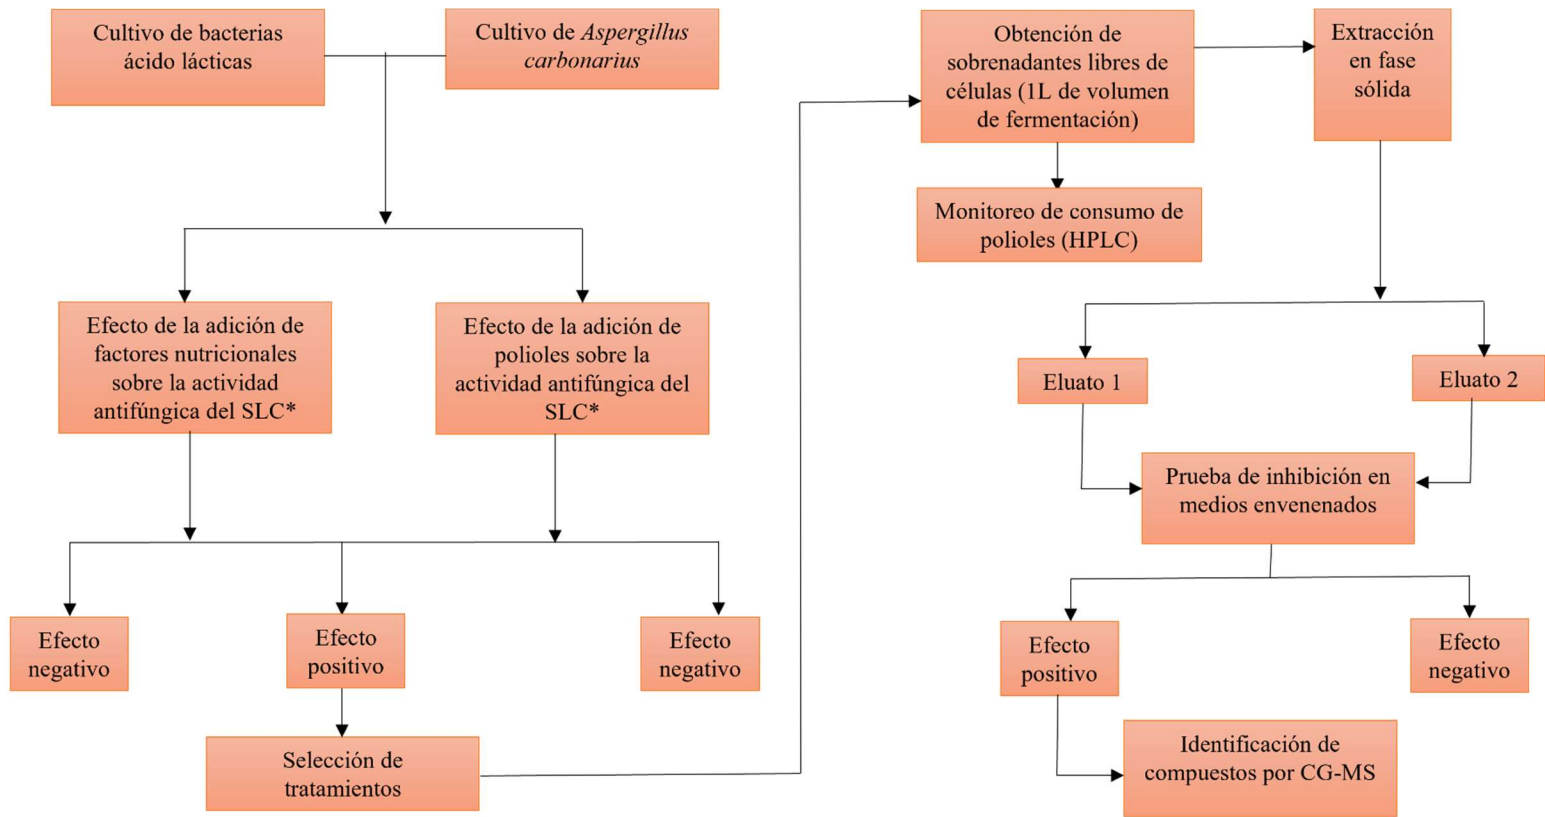 Cultivo de bacterias
ácido lácticas
Cultivo de Aspergillus
carbonarius
Efecto de la adición de
factores nutricionales
sobre la actividad
antifúngica del SLC*
Efecto de la adición de
polioles sobre la
actividad antifúngica del
SLC*
Efecto
negativo
Efecto
positivo
Efecto
negativo
Selección de
tratamientos
Obtención de
sobrenadantes libres de
células (1L de volumen
de fermentación)
Extracción
en fase
sólida
Monitoreo de consumo de
polioles (HPLC)
Eluato 1
Eluato 2
Prueba de inhibición en
medios envenenados
Efecto
positivo
Efecto
negativo
Identificación de
compuestos por CG-MS